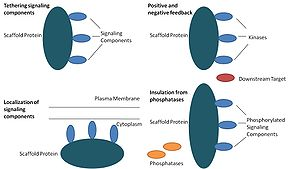 Tethering signaling
components
Scaffold Protein
Signaling
Components
Positive and
negative feedback
Scaffold Protein
Kinases
Downstream Target
Localization of
signaling
components
Plasma Membrane
Cytoplasm
Scaffold Protein
Insulation from
phosphatases
Scaffold Protein
Phosphorylated
Signaling
Components
Phosphatases